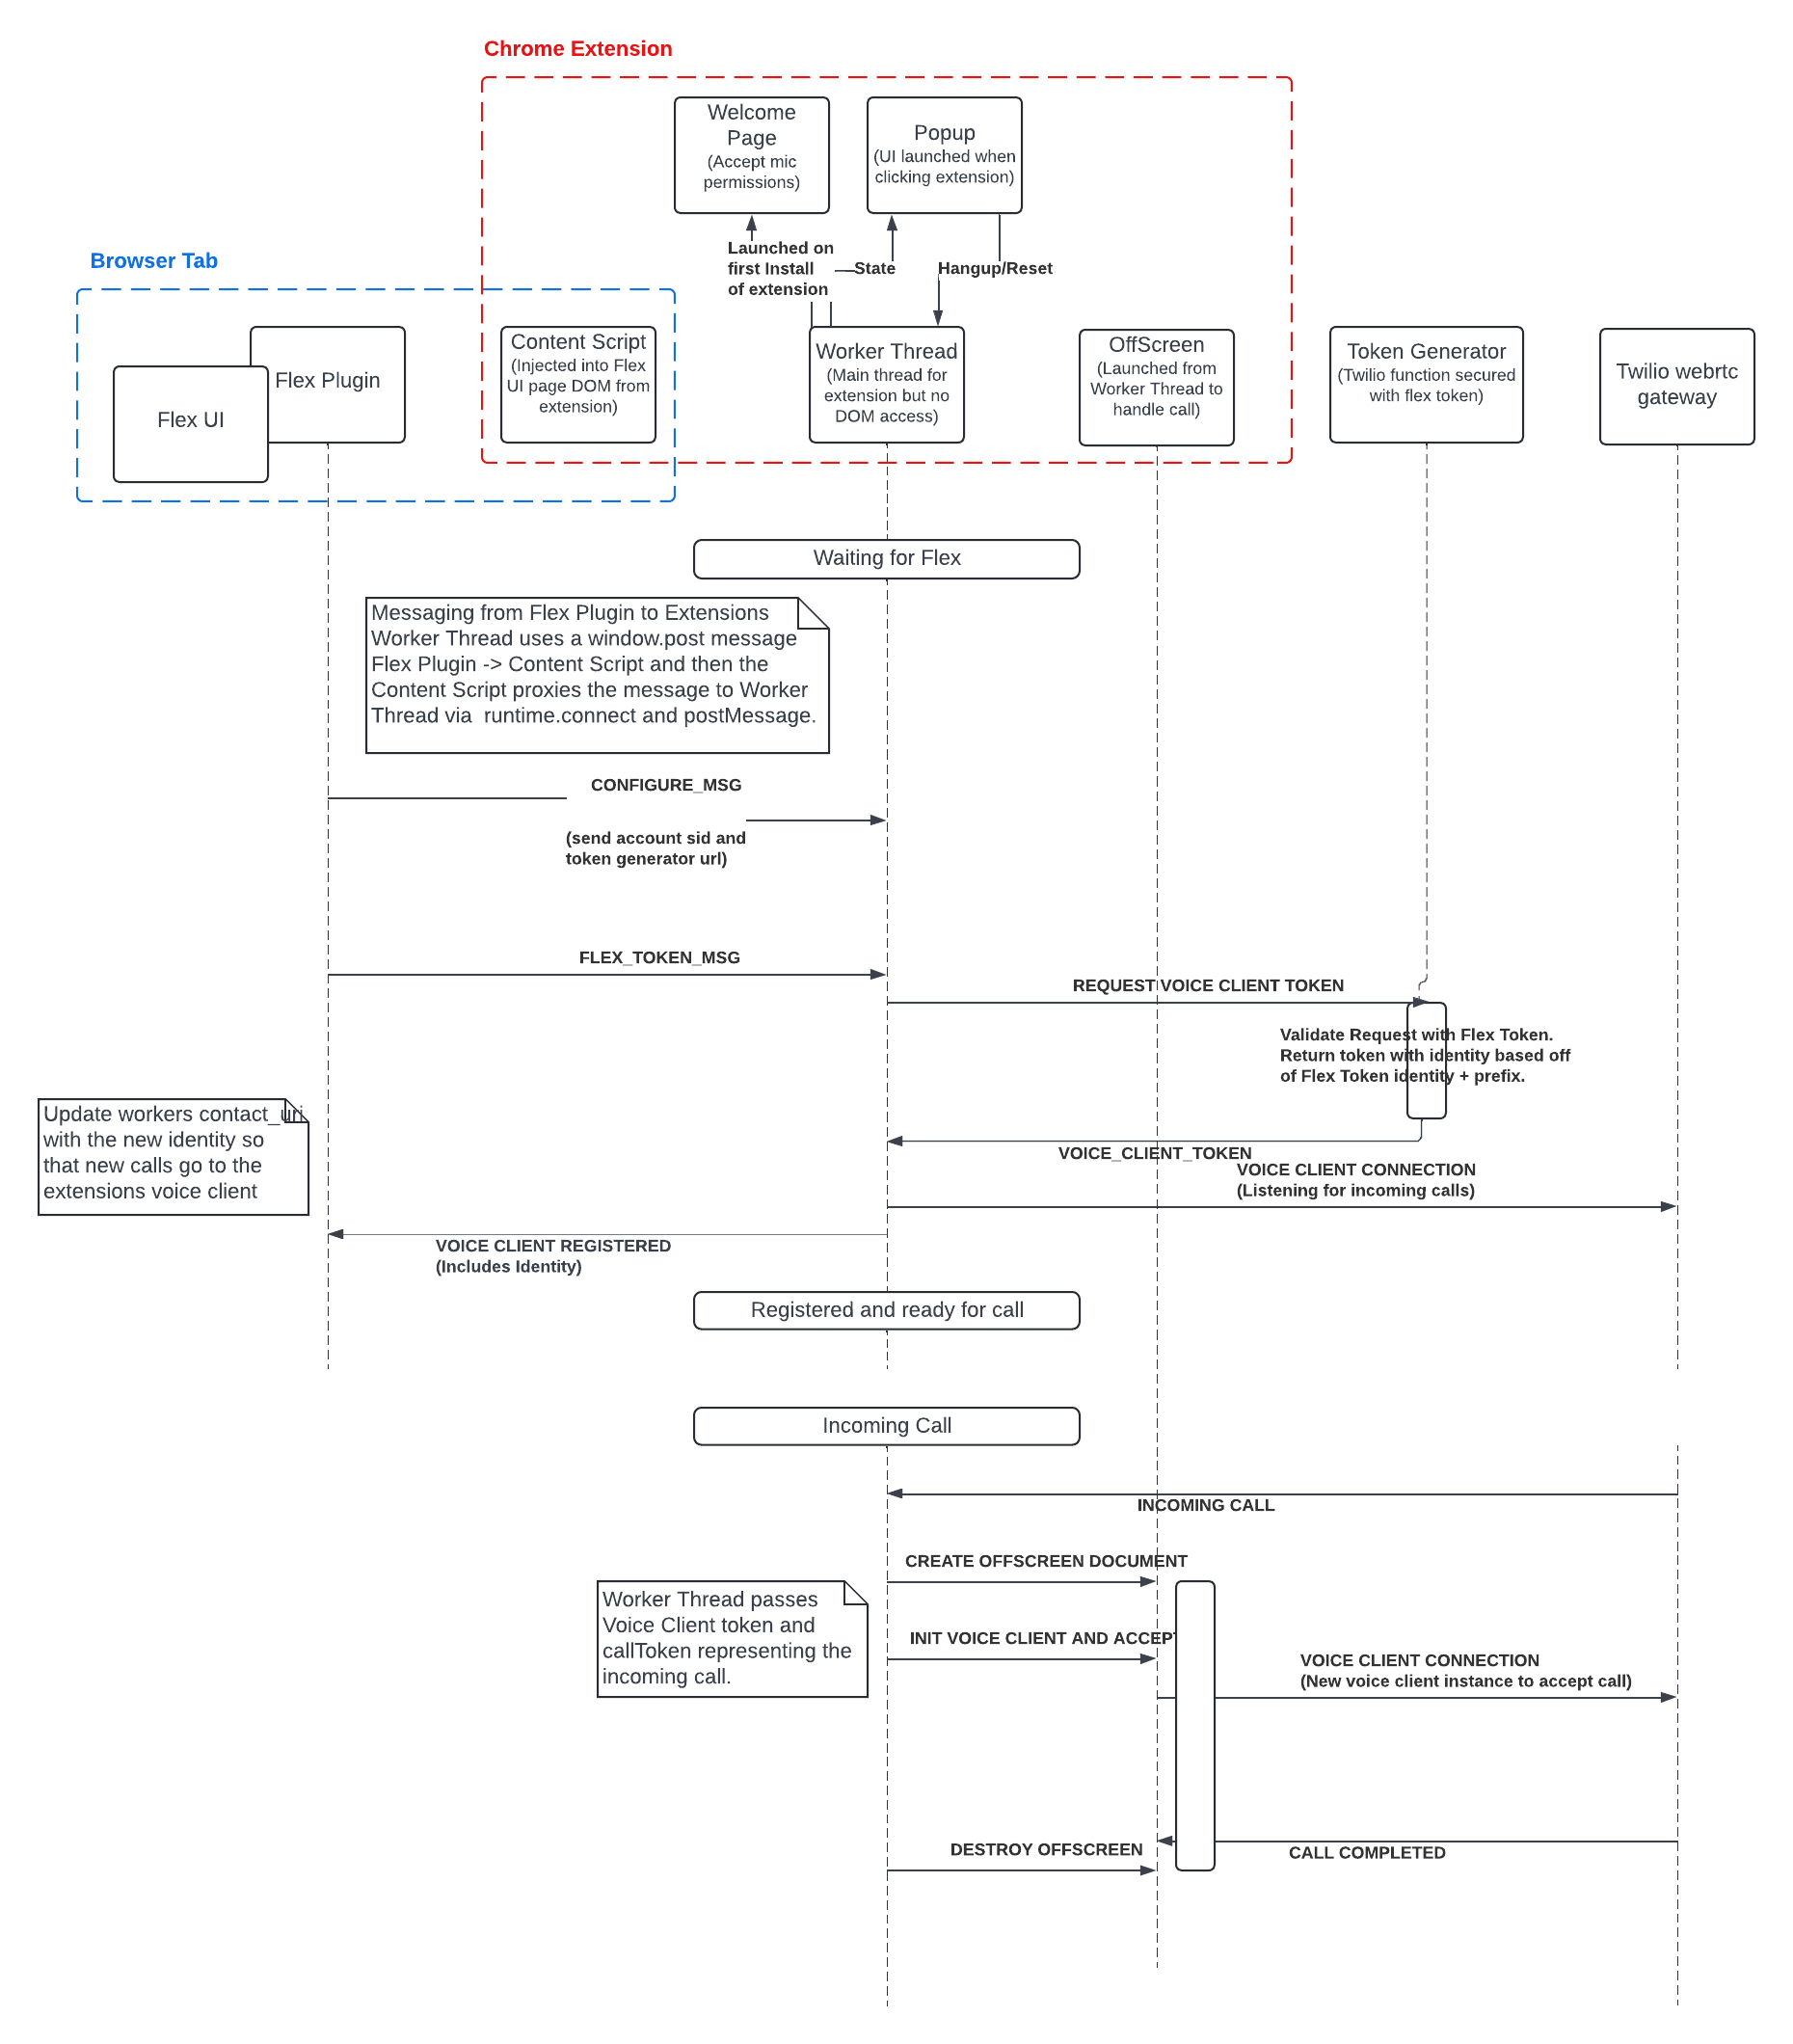 Chrome Extension
Welcome
Page
(Accept mic
permissions)
Popup
(UI launched when
clicking extension)
Launched on
first Install
of extension
State
Hangup/Reset
Browser Tab
Flex UI
Flex Plugin
Content Script
(Injected into Flex
UI page DOM from
extension)
Worker Thread
(Main thread for
extension but no
DOM access)
OffScreen
(Launched from
Worker Thread to
handle call)
Token Generator
(Twilio function secured
with flex token)
Twilio webrtc
gateway
Waiting for Flex
Messaging from Flex Plugin to Extensions
Worker Thread uses a window.post message
Flex Plugin -> Content Script and then the
Content Script proxies the message to Worker
Thread via  runtime.connect and postMessage.
CONFIGURE_MSG
(send account sid and
token generator url)
FLEX_TOKEN_MSG
REQUEST VOICE CLIENT TOKEN
Validate Request with Flex Token.
Return token with identity based off
of Flex Token identity + prefix.
Update workers contact_uri
with the new identity so
that new calls go to the
extensions voice client
VOICE_CLIENT_TOKEN
VOICE CLIENT CONNECTION
(Listening for incoming calls)
VOICE CLIENT REGISTERED
(Includes Identity)
Registered and ready for call
Incoming Call
INCOMING CALL
CREATE OFFSCREEN DOCUMENT
Worker Thread passes
Voice Client token and
callToken representing the
incoming call.
INIT VOICE CLIENT AND ACCEPT
VOICE CLIENT CONNECTION
(New voice client instance to accept call)
DESTROY OFFSCREEN
CALL COMPLETED